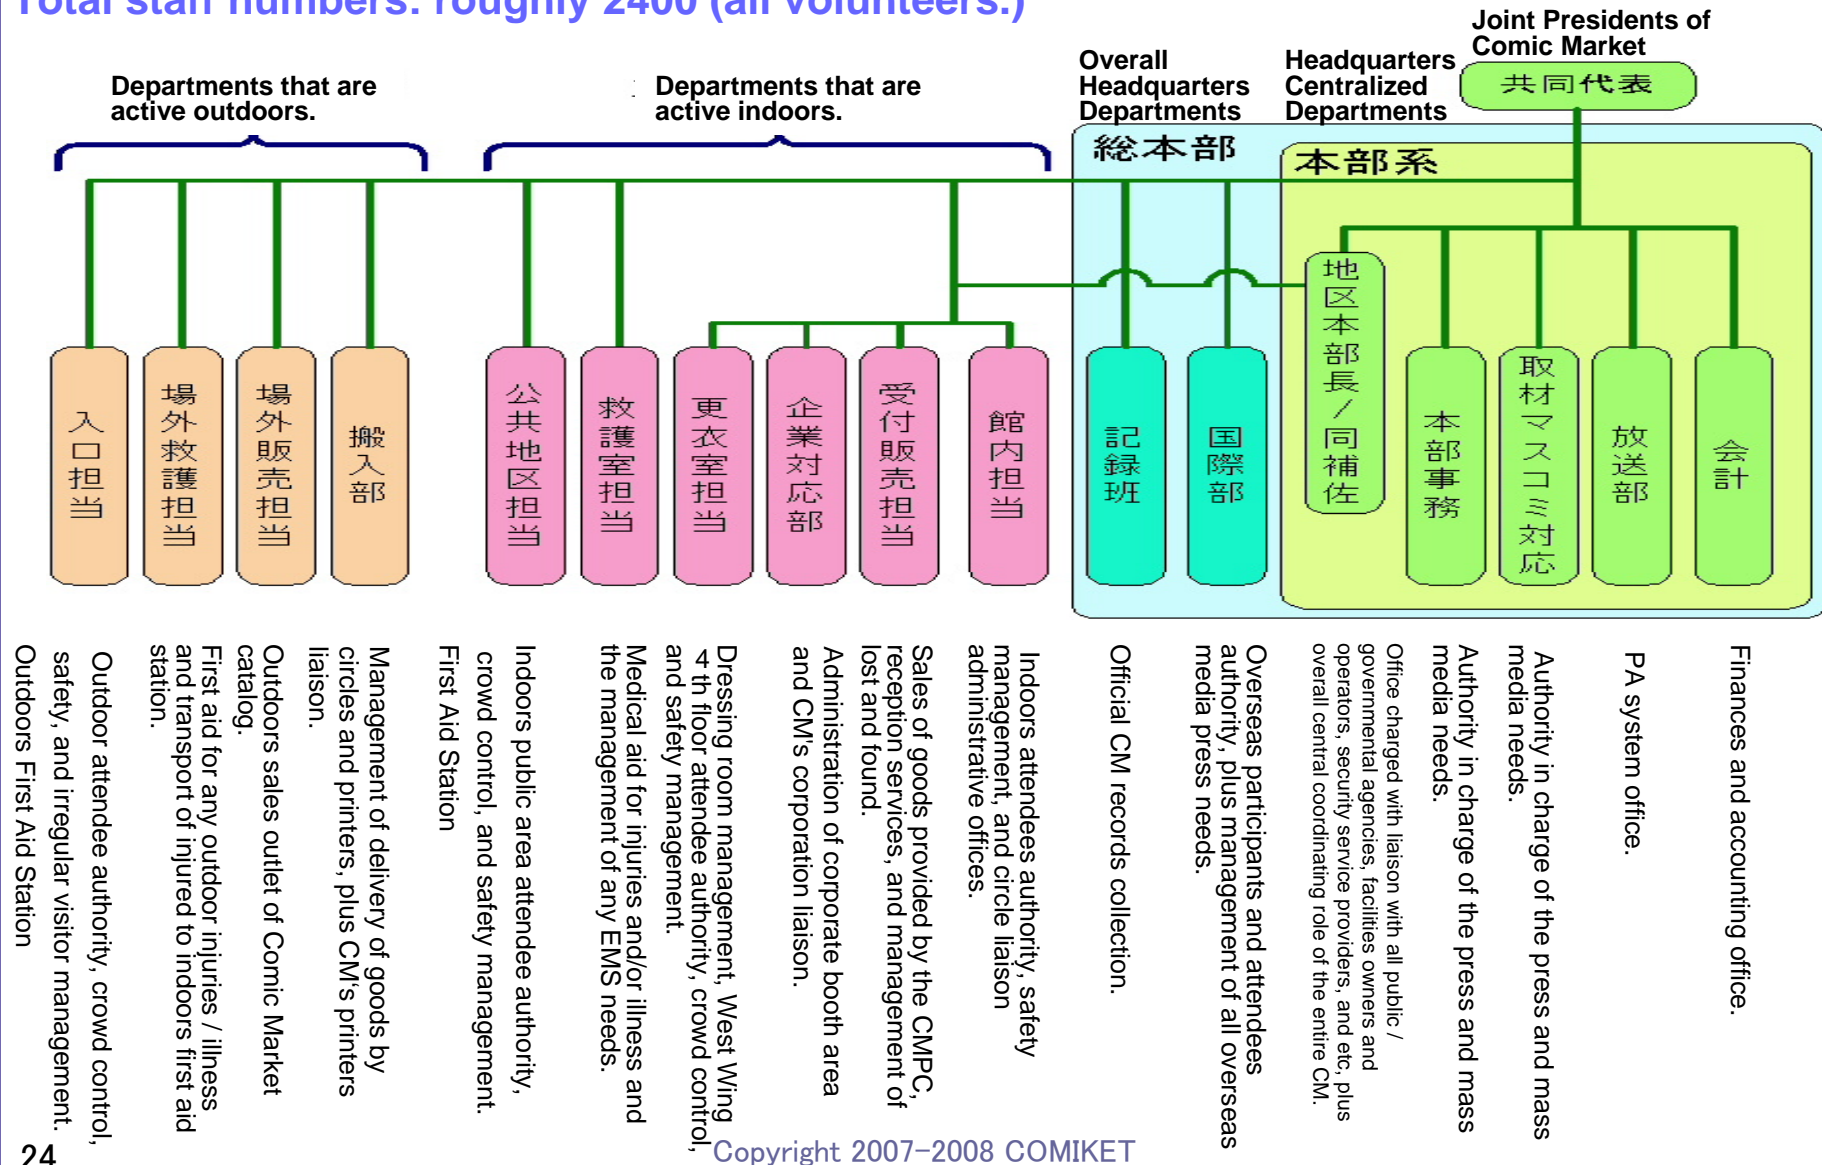 Total staff numbers: roughly 2400 (all volunteers.)
Joint Presidents of
Comic Market
共同代表
Overall
Headquarters
Departments
Headquarters
Centralized
Departments
Departments that are
active outdoors.
Departments that are
active indoors.
総本部
本部系
入口担当
場外救護担当
場外販売担当
搬入部
公共地区担当
救護室担当
更衣室担当
企業対応部
受付販売担当
館内担当
記録班
国際部
地区本部長/同補佐
本部事務
取材マスコミ対応
放送部
会計
Finances and accounting office.
PA system office.
Authority in charge of the press and mass
media needs.
Authority in charge of the press and mass
media needs.
Office charged with liaison with all public /
governmental agencies, facilities owners and
operators, security service providers, and etc, plus
overall central coordinating role of the entire CM.
Overseas participants and attendees
authority, plus management of all overseas
media press needs.
Official CM records collection.
Indoors attendees authority, safety
management, and circle liaison
administrative offices.
Sales of goods provided by the CMPC,
reception services, and management of
lost and found.
Administration of corporate booth area
and CM's corporation liaison.
Dressing room management, West Wing
4th floor attendee authority, crowd control,
and safety management.
Medical aid for injuries and/or illness and
the management of any EMS needs.
Indoors public area attendee authority,
crowd control, and safety management.
First Aid Station
Management of delivery of goods by
circles and printers, plus CM's printers
liaison.
Outdoors sales outlet of Comic Market
catalog.
First aid for any outdoor injuries / illness
and transport of injured to indoors first aid
station.
Outdoor attendee authority, crowd control,
safety, and irregular visitor management.
Outdoors First Aid Station
24
Copyright 2007-2008 COMIKET